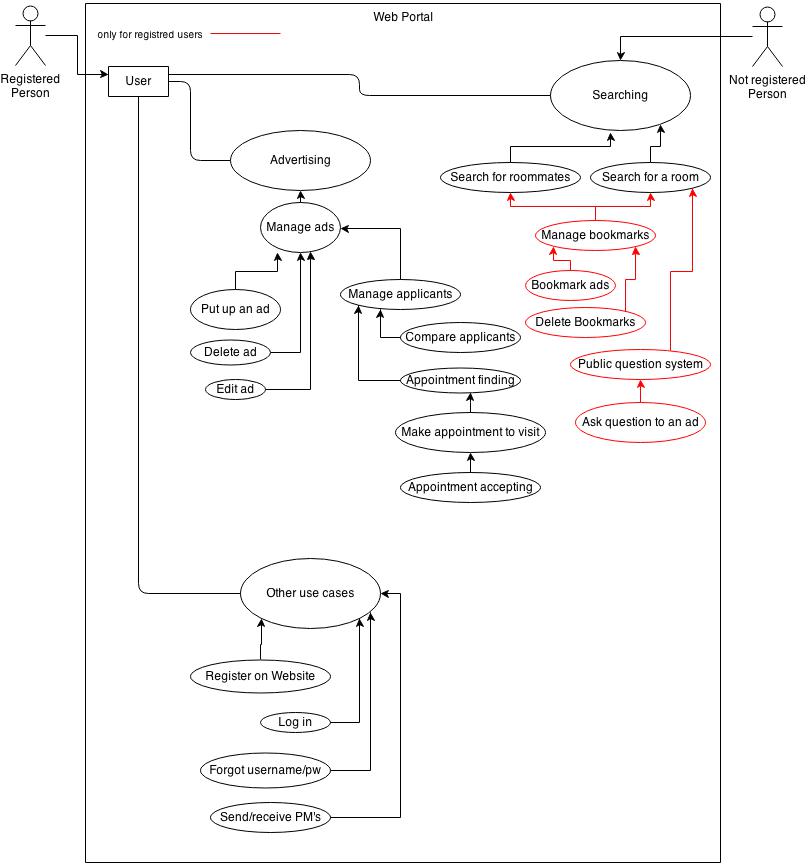 Web Portal
only for registred users
Registered
Person
Not registered
Person
User
Searching
Advertising
Search for roommates
Search for a room
Manage ads
Manage bookmarks
Bookmark ads
Manage applicants
Put up an ad
Delete Bookmarks
Compare applicants
Delete ad
Public question system
Appointment finding
Edit ad
Ask question to an ad
Make appointment to visit
Appointment accepting
Other use cases
Register on Website
Log in
Forgot username/pw
Send/receive PM's